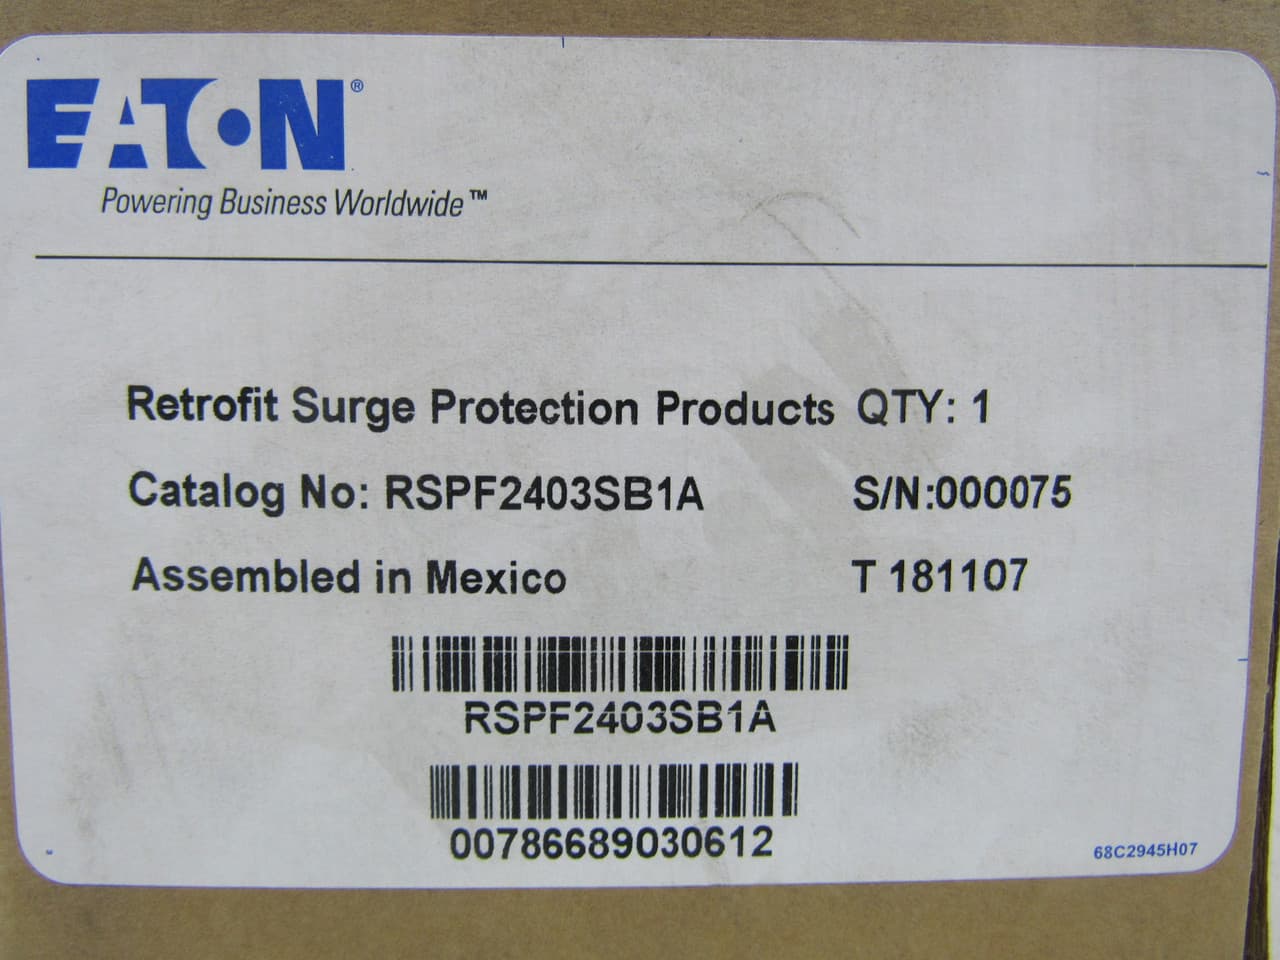 EATON®
Powering Business Worldwide™
Retrofit Surge Protection Products QTY: 1
Catalog No: RSPF2403SB1A S/N:000075
Assembled in Mexico T 181107
RSPF2403SB1A
00786689030612
68C2945H07